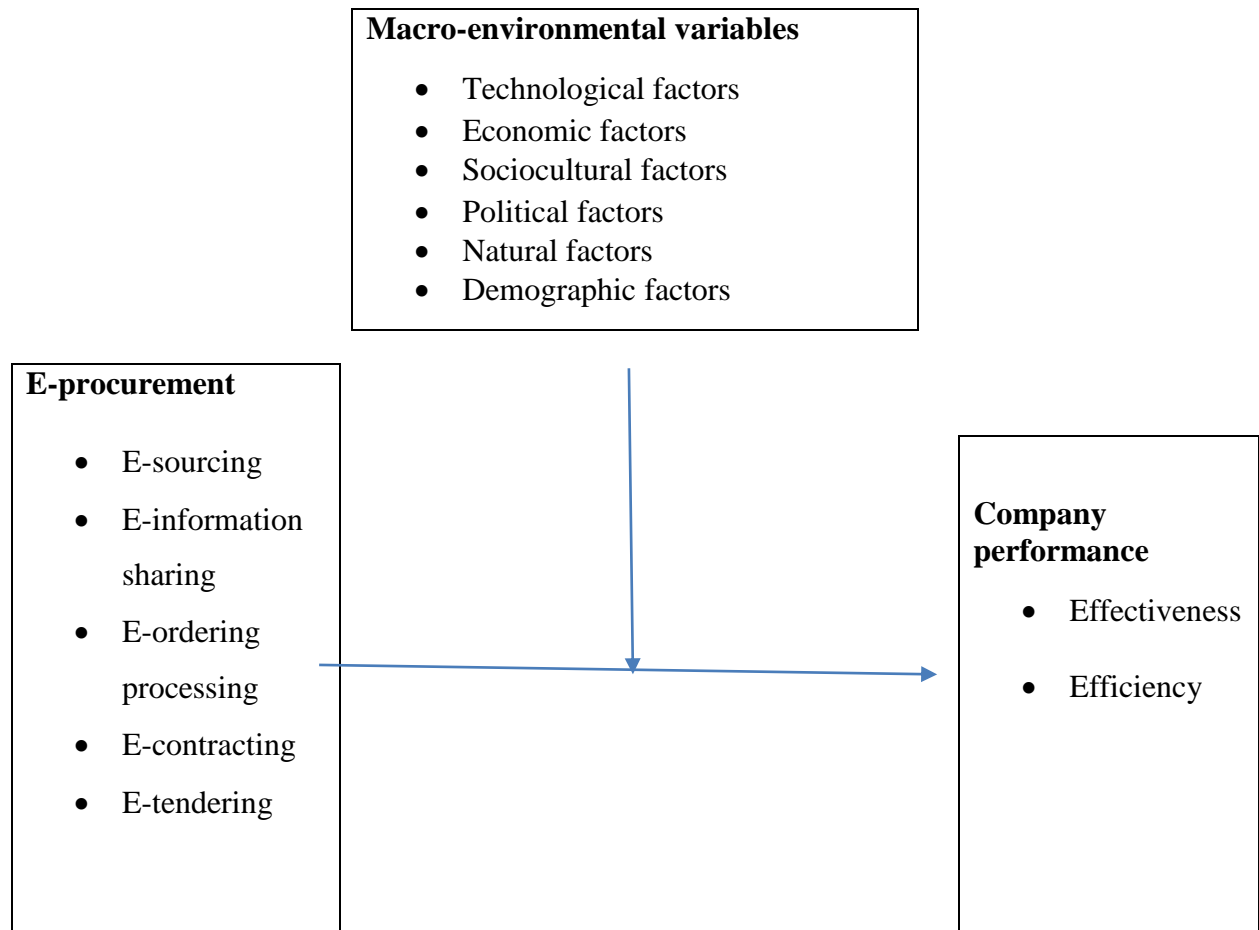 Macro-environmental variables
• Technological factors
• Economic factors
• Sociocultural factors
• Political factors
• Natural factors
• Demographic factors
E-procurement
• E-sourcing
• E-information
sharing
• E-ordering
processing
• E-contracting
• E-tendering
Company
performance
• Effectiveness
• Efficiency